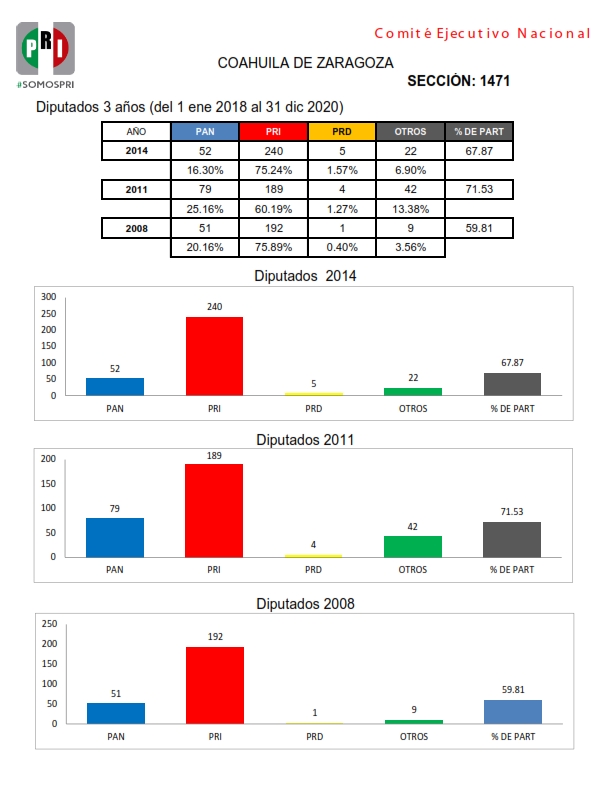 Comité Ejecutivo Nacional
PRI
#SOMOSPRI
COAHUILA DE ZARAGOZA
SECCIÓN: 1471
Diputados 3 años (del 1 ene 2018 al 31 dic 2020)
AÑO PAN PRI PRD OTROS % DE PART
2014 52 240 5 22 67.87
16.30% 75.24% 1.57% 6.90%
2011 79 189 4 42 71.53
25.16% 60.19% 1.27% 13.38%
2008 51 192 1 9 59.81
20.16% 75.89% 0.40% 3.56%
Diputados 2014
300
250
200
150
100
50
0
52 240 5 22 67.87
PAN PRI PRD OTROS % DE PART
Diputados 2011
200
150
100
50
0
79 189 4 42 71.53
PAN PRI PRD OTROS % DE PART
Diputados 2008
250
200
150
100
50
0
51 192 1 9 59.81
PAN PRI PRD OTROS % DE PART